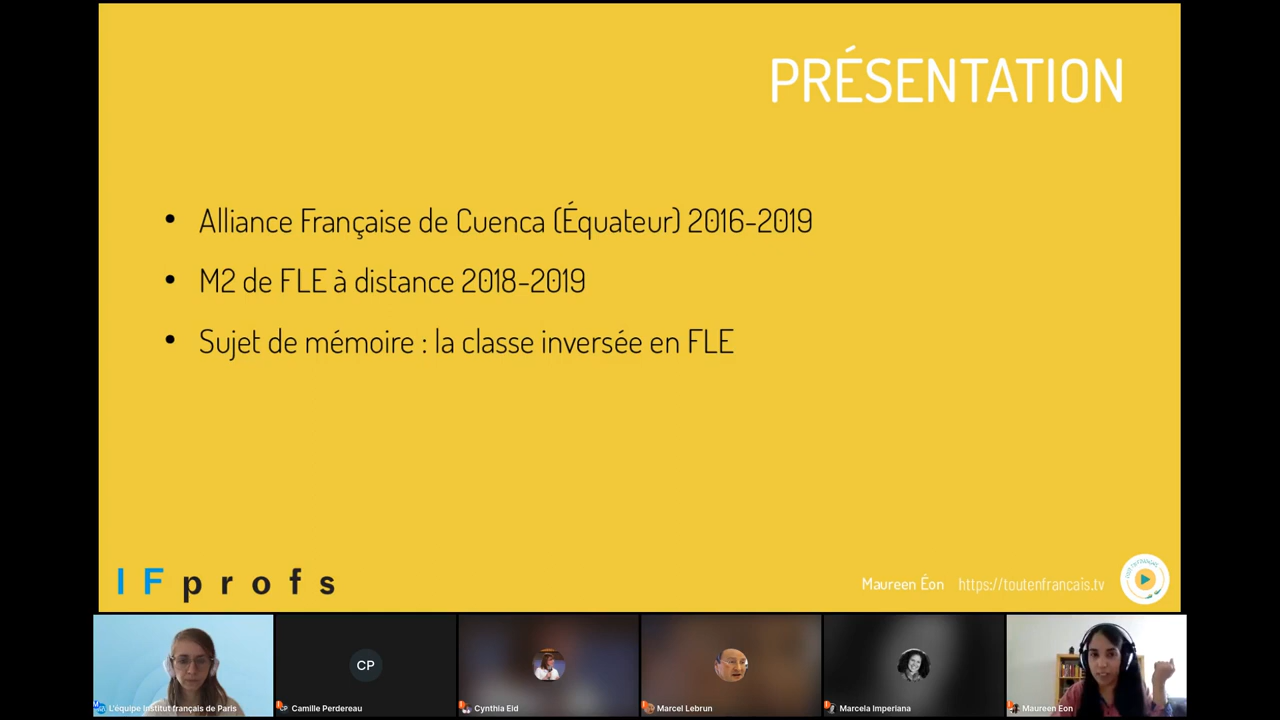 PRÉSENTATION
• Alliance Française de Cuenca (Équateur) 2016-2019
• M2 de FLE à distance 2018-2019
• Sujet de mémoire : la classe inversée en FLE
IFprofs
Maureen Éon https://toutenfrancais.tv
CP
L'équipe Institut français de Paris
Camille Perdereau
Cynthia Eid
Marcel Lebrun
Marcela Imperiana
Maureen Eon